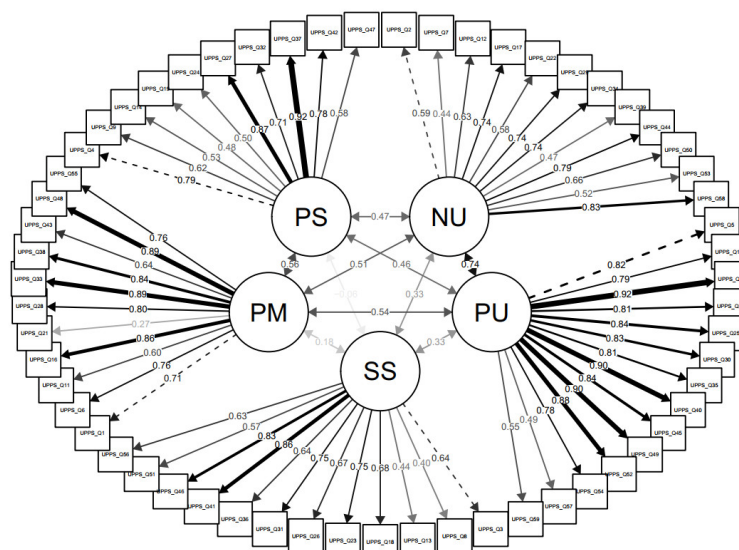 UPPS_Q37
UPPS_Q42
UPPS_Q47
UPPS_Q2
UPPS_Q7
UPPS_Q12
UPPS_Q17
UPPS_Q32
UPPS_Q27
UPPS_Q22
UPPS_Q24
UPPS_Q39
UPPS_Q44
UPPS_Q9
UPPS_Q50
UPPS_Q4
UPPS_Q53
UPPS_Q55
UPPS_Q58
UPPS_Q48
UPPS_Q5
UPPS_Q43
UPPS_Q38
UPPS_Q33
UPPS_Q28
UPPS_Q25
UPPS_Q21
UPPS_Q30
UPPS_Q16
UPPS_Q35
UPPS_Q11
UPPS_Q40
UPPS_Q6
UPPS_Q45
UPPS_Q1
UPPS_Q49
UPPS_Q56
UPPS_Q52
UPPS_Q51
UPPS_Q54
UPPS_Q46
UPPS_Q57
UPPS_Q41
UPPS_Q59
UPPS_Q36
UPPS_Q3
UPPS_Q31
UPPS_Q8
UPPS_Q26
UPPS_Q23
UPPS_Q18
UPPS_Q13
PS
NU
PM
PU
SS
0.79
0.62
0.53
0.48
0.50
0.87
0.71
0.92
0.78
0.58
0.59
0.44
0.63
0.74
0.58
0.74
0.74
0.47
0.79
0.66
0.52
0.83
0.47
0.56
0.51
0.46
0.74
0.33
0.54
0.18
0.33
0.76
0.89
0.64
0.84
0.89
0.80
0.27
0.86
0.60
0.76
0.71
0.82
0.79
0.92
0.81
0.84
0.83
0.81
0.90
0.84
0.90
0.88
0.78
0.49
0.55
0.63
0.57
0.83
0.86
0.64
0.75
0.67
0.75
0.68
0.44
0.40
0.64